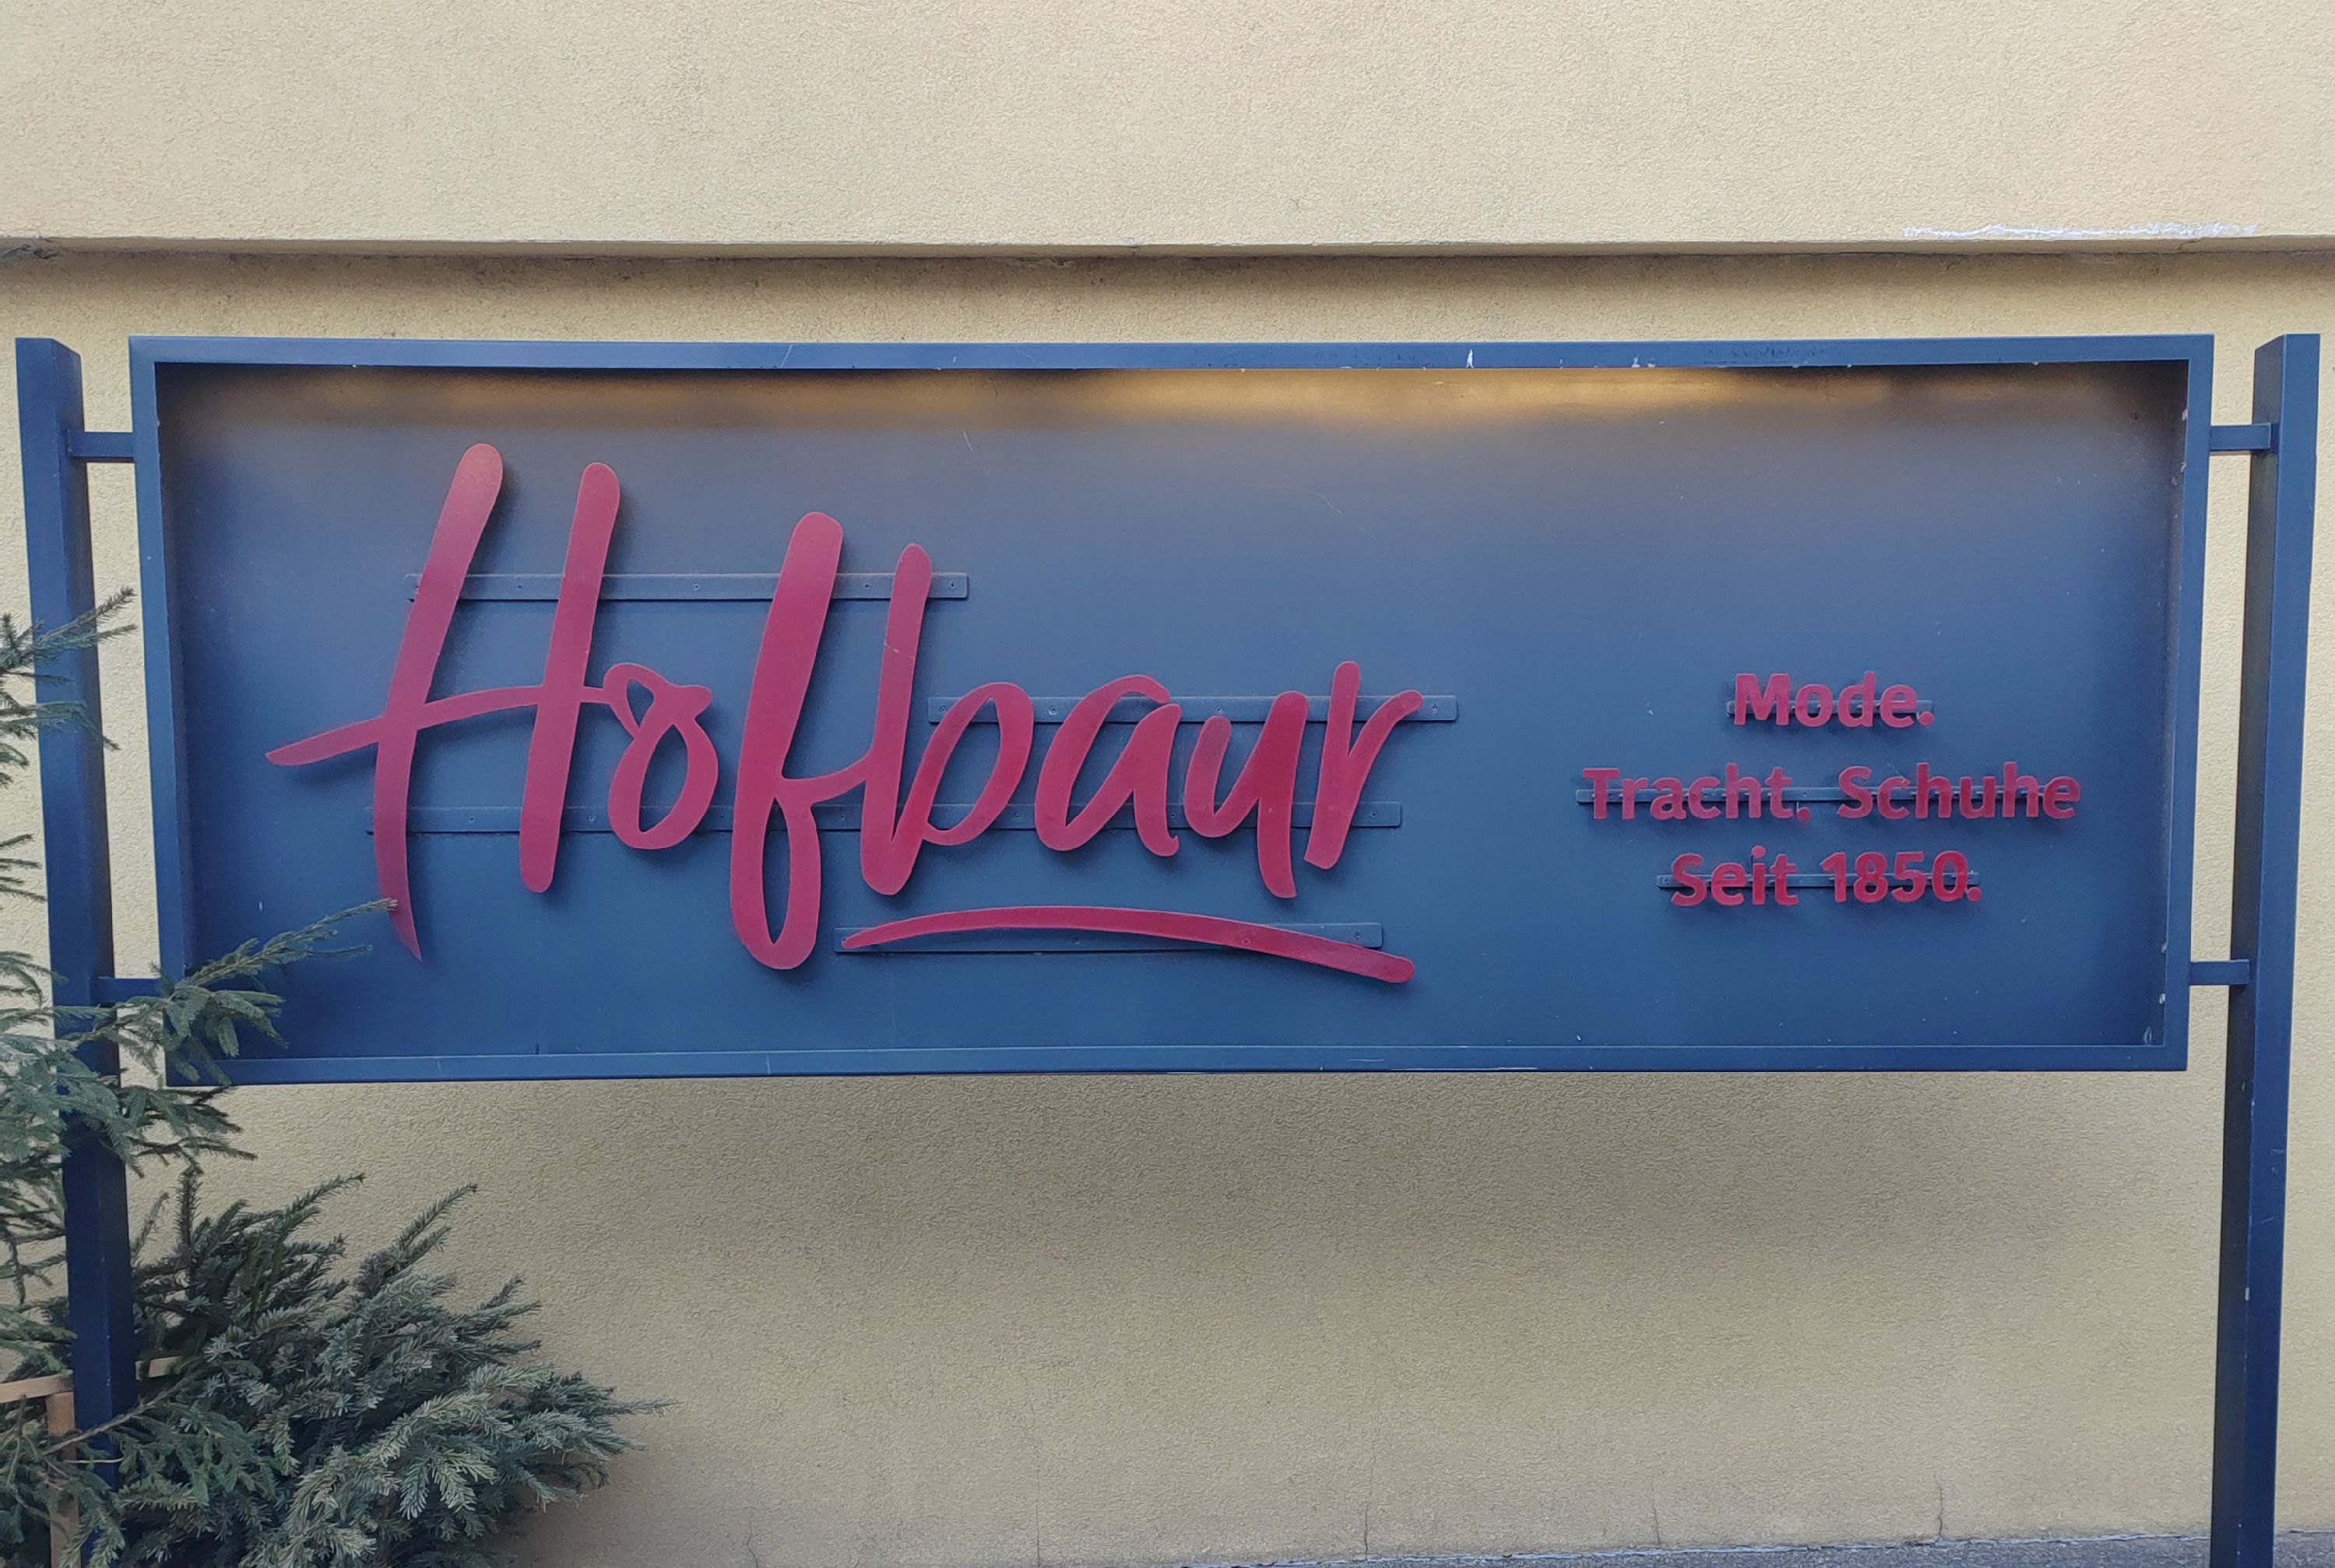 Hofbaur
Mode.
Tracht. Schuhe
Seit 1850.